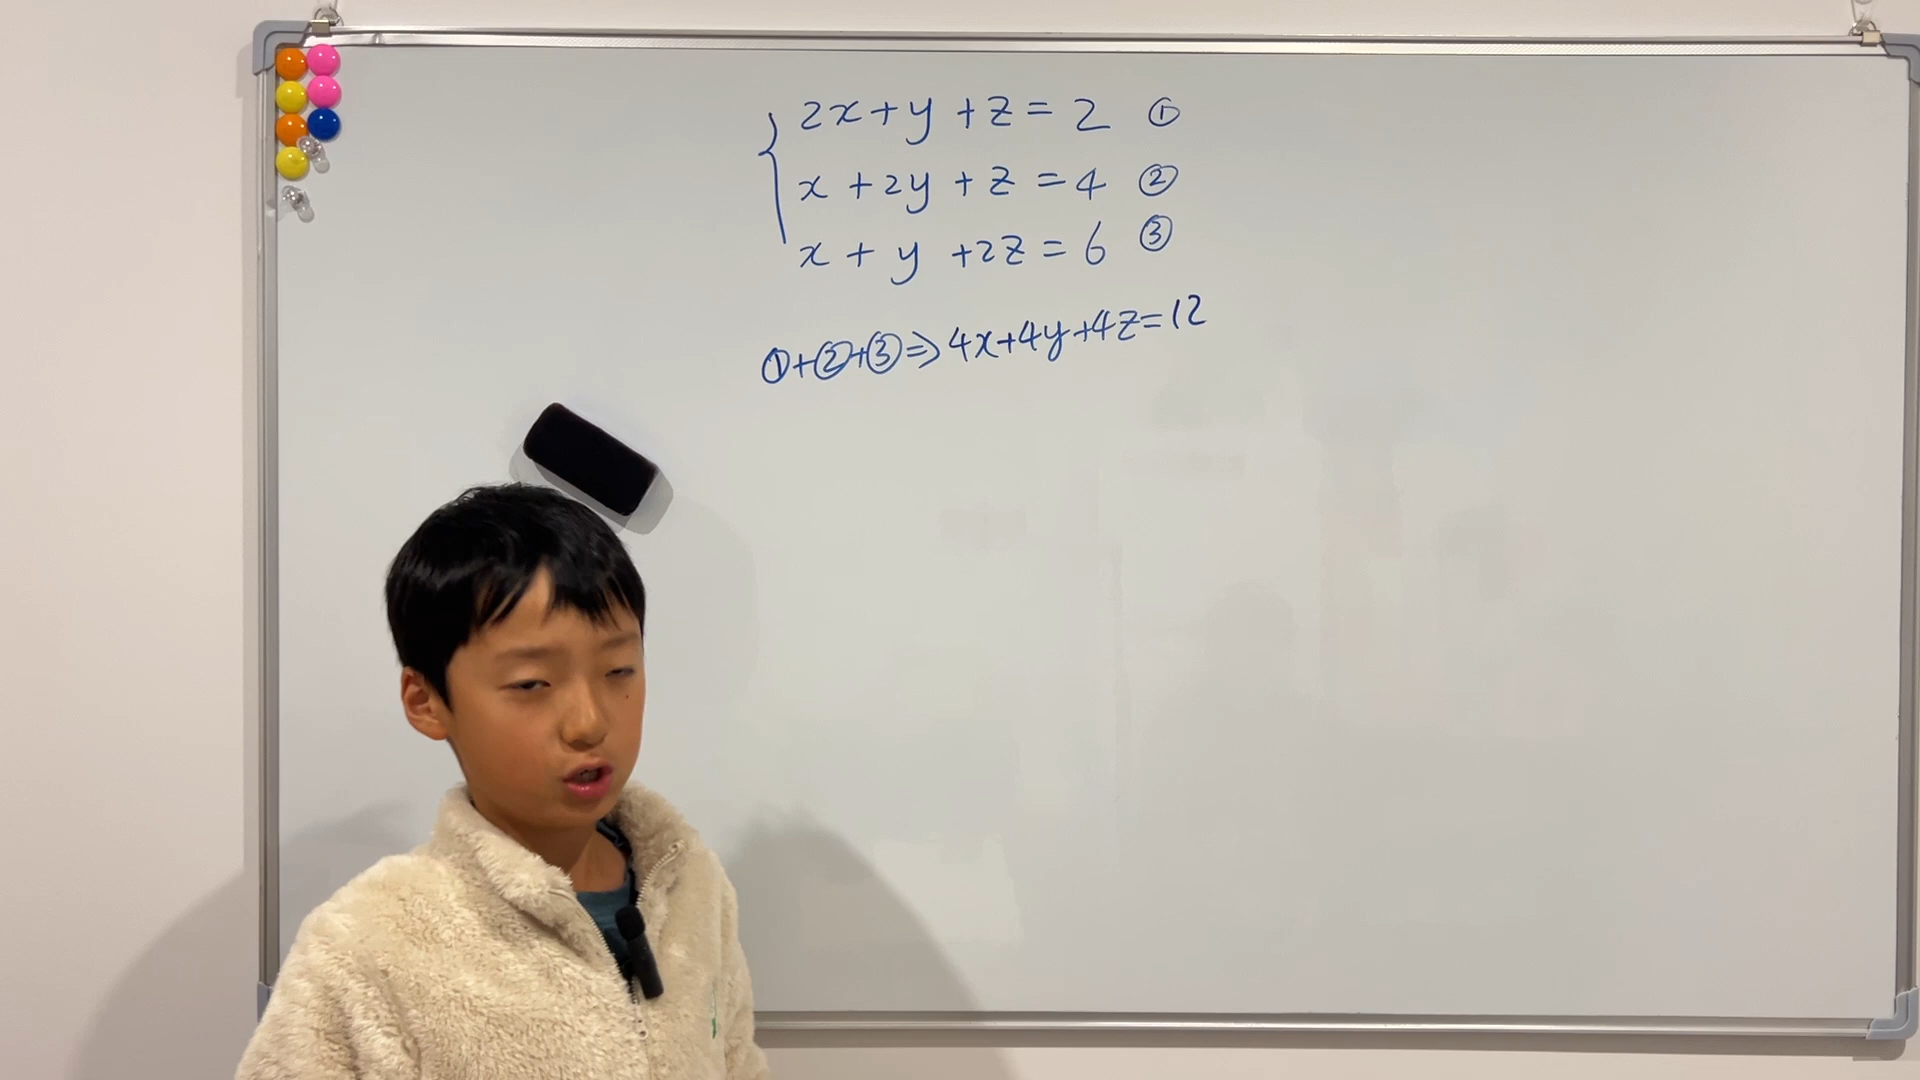 2x+y+z=2 ①
x+2y+z=4 ②
x+y+2z=6 ③
①+②+③⇒4x+4y+4z=12